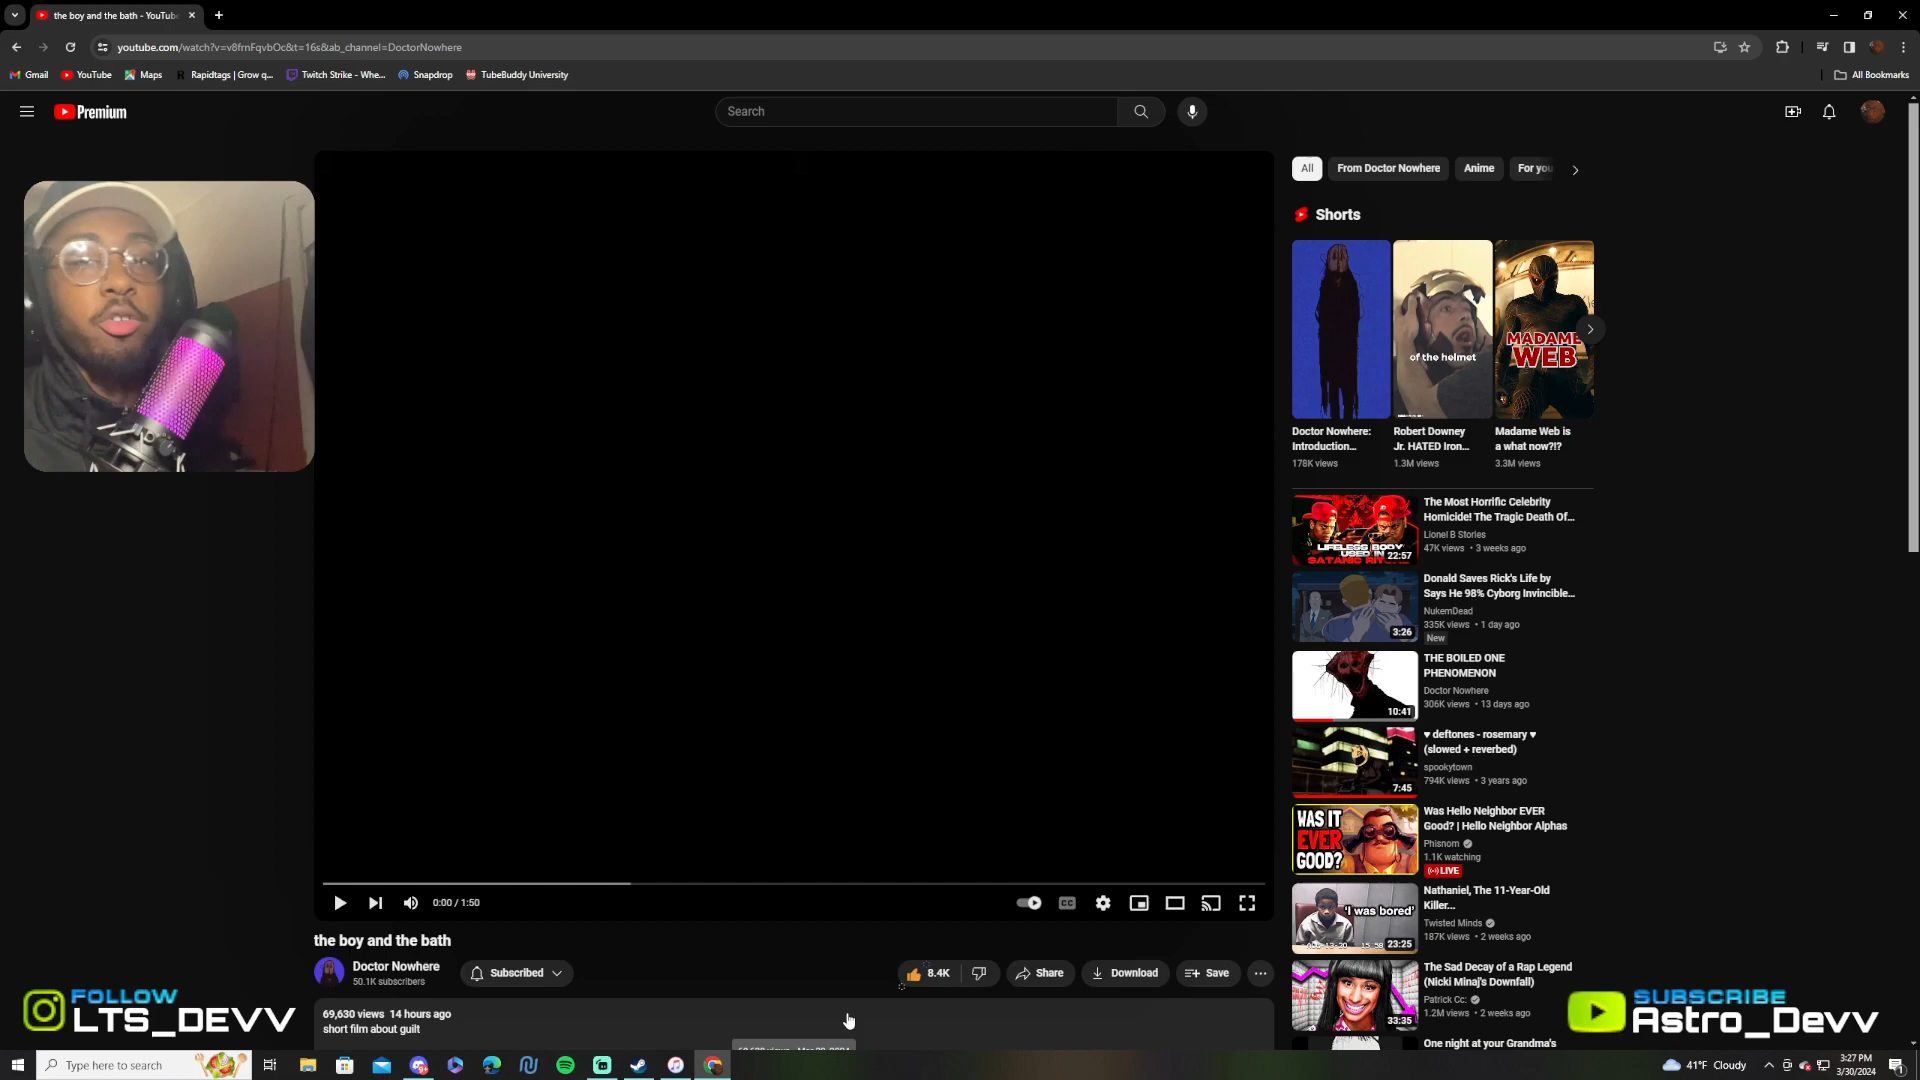 the boy and the bath - YouTube
youtube.com/watch?v=v8frnFqvbOc&t=16s&ab_channel=DoctorNowhere
Gmail YouTube Maps Rapidtags | Grow q... Twitch Strike - Whe... Snapdrop TubeBuddy University All Bookmarks
Premium
Search
All From Doctor Nowhere Anime For you
Shorts
of the helmet
MADAME
WEB
Doctor Nowhere:
Introduction...
178K views
Robert Downey
Jr. HATED Iron...
1.3M views
Madame Web is
a what now?!?
3.3M views
LIFELESS BODY
USED IN
22:57
The Most Horrific Celebrity
Homicide! The Tragic Death Of...
Lionel B Stories
47K views • 3 weeks ago
3:26
Donald Saves Rick's Life by
Says He 98% Cyborg Invincible...
NukemDead
335K views • 1 day ago
New
10:41
THE BOILED ONE
PHENOMENON
Doctor Nowhere
306K views • 13 days ago
7:45
♥ deftones - rosemary ♥
(slowed + reverbed)
spookytown
794K views • 3 years ago
WAS IT
EVER
GOOD?
Was Hello Neighbor EVER
Good? | Hello Neighbor Alphas
Phisnom
1.1K watching
LIVE
'I was bored'
23:25
Nathaniel, The 11-Year-Old
Killer...
Twisted Minds
187K views • 2 weeks ago
33:35
The Sad Decay of a Rap Legend
(Nicki Minaj's Downfall)
Patrick Cc:
1.2M views • 2 weeks ago
One night at your Grandma's
0:00 / 1:50
CC
the boy and the bath
Doctor Nowhere
50.1K subscribers
Subscribed
8.4K Share Download Save
69,630 views 14 hours ago
short film about guilt
FOLLOW
LTS_DEVV
SUBSCRIBE
Astro_Devv
Type here to search
41°F Cloudy
3:27 PM
3/30/2024
1